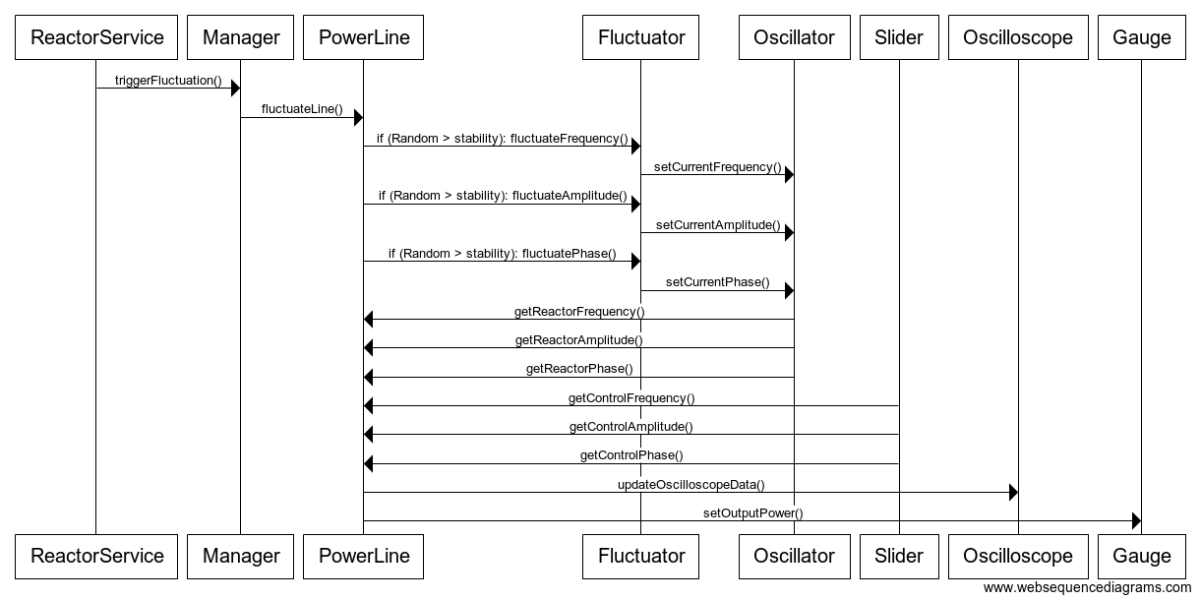 ReactorService Manager PowerLine Fluctuator Oscillator Slider Oscilloscope Gauge
triggerFluctuation()
fluctuateLine()
if (Random > stability): fluctuateFrequency()
setCurrentFrequency()
if (Random > stability): fluctuateAmplitude()
setCurrentAmplitude()
if (Random > stability): fluctuatePhase()
setCurrentPhase()
getReactorFrequency()
getReactorAmplitude()
getReactorPhase()
getControlFrequency()
getControlAmplitude()
getControlPhase()
updateOscilloscopeData()
setOutputPower()
ReactorService Manager PowerLine Fluctuator Oscillator Slider Oscilloscope Gauge
www.websequencediagrams.com